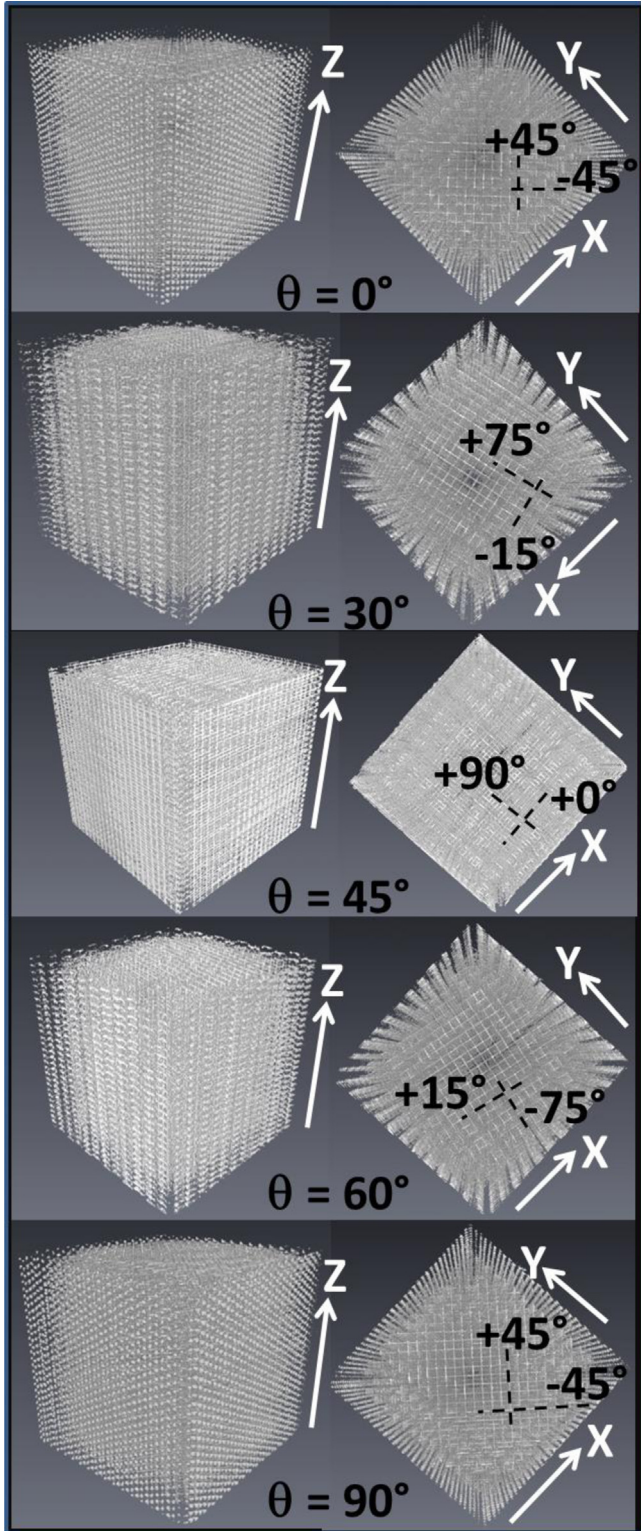 Z
Y
+45°
-45°
X
θ = 0°
Z
Y
+75°
-15°
X
θ = 30°
Z
Y
+90°
+0°
X
θ = 45°
Z
Y
+15°
-75°
X
θ = 60°
Z
Y
+45°
-45°
X
θ = 90°